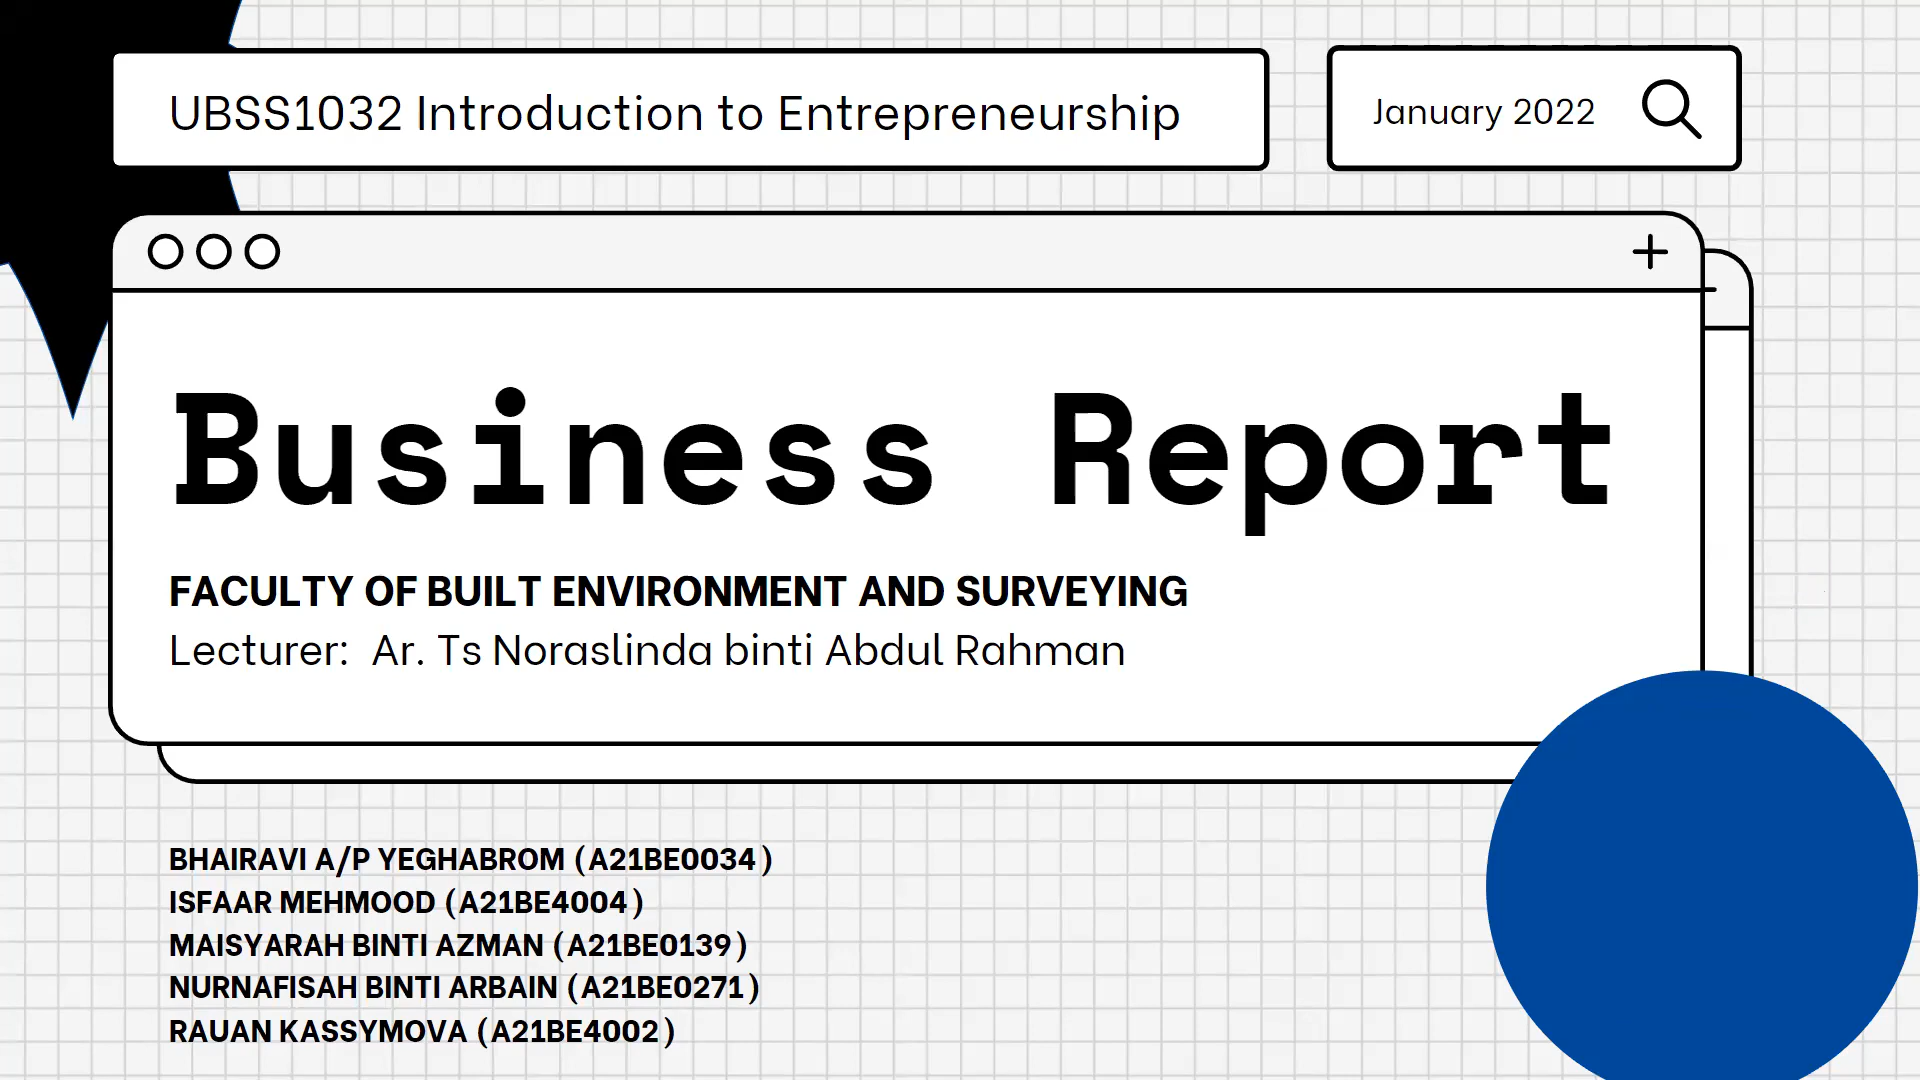 UBSS1032 Introduction to Entrepreneurship
January 2022
Business Report
FACULTY OF BUILT ENVIRONMENT AND SURVEYING
Lecturer: Ar. Ts Noraslinda binti Abdul Rahman
BHAIRAVI A/P YEGHABROM (A21BE0034)
ISFAAR MEHMOOD (A21BE4004)
MAISYARAH BINTI AZMAN (A21BE0139)
NURNAFISAH BINTI ARBAIN (A21BE0271)
RAUAN KASSYMOVA (A21BE4002)